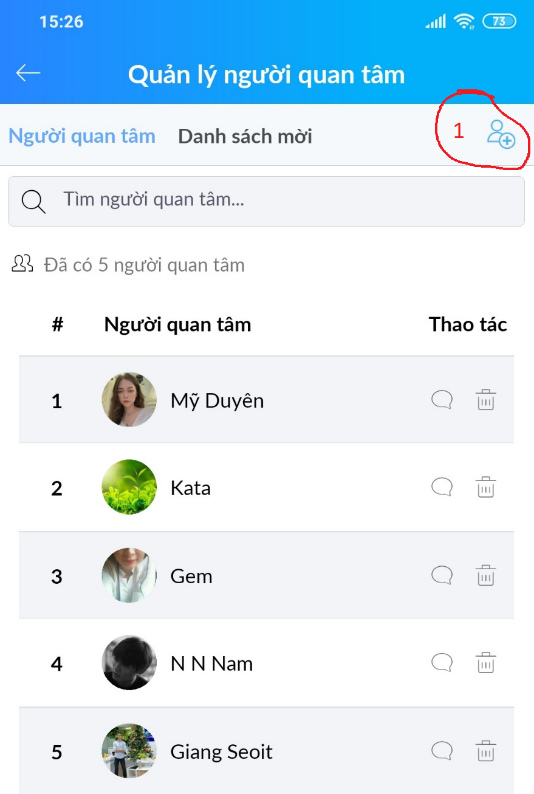 15:26
73
Quản lý người quan tâm
Người quan tâm Danh sách mời
1
Tìm người quan tâm...
Đã có 5 người quan tâm
# Người quan tâm Thao tác
1 Mỹ Duyên
2 Kata
3 Gem
4 N N Nam
5 Giang Seoit